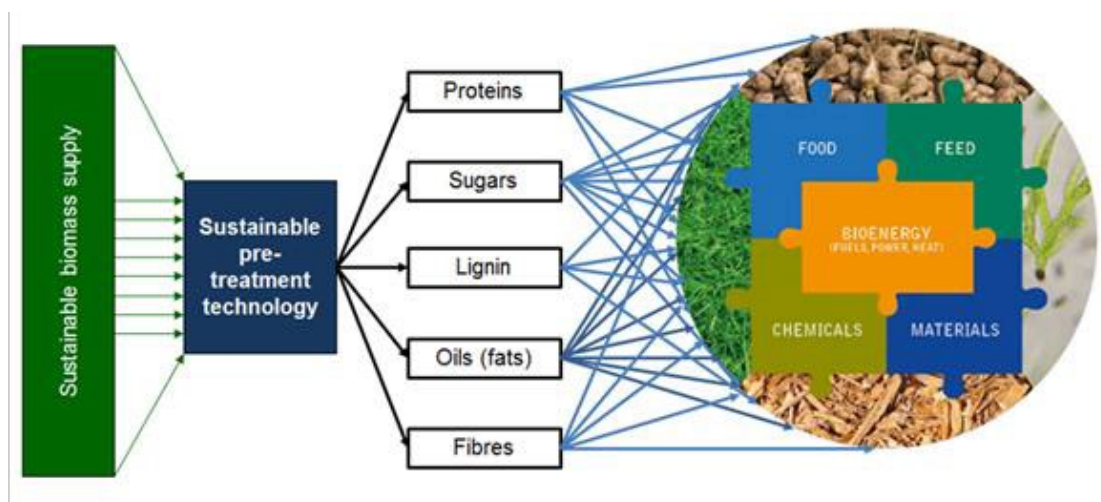 Sustainable biomass supply
Sustainable
pre-
treatment
technology
Proteins
Sugars
Lignin
Oils (fats)
Fibres
FOOD
FEED
BIOENERGY
(FUELS, POWER, HEAT)
CHEMICALS
MATERIALS